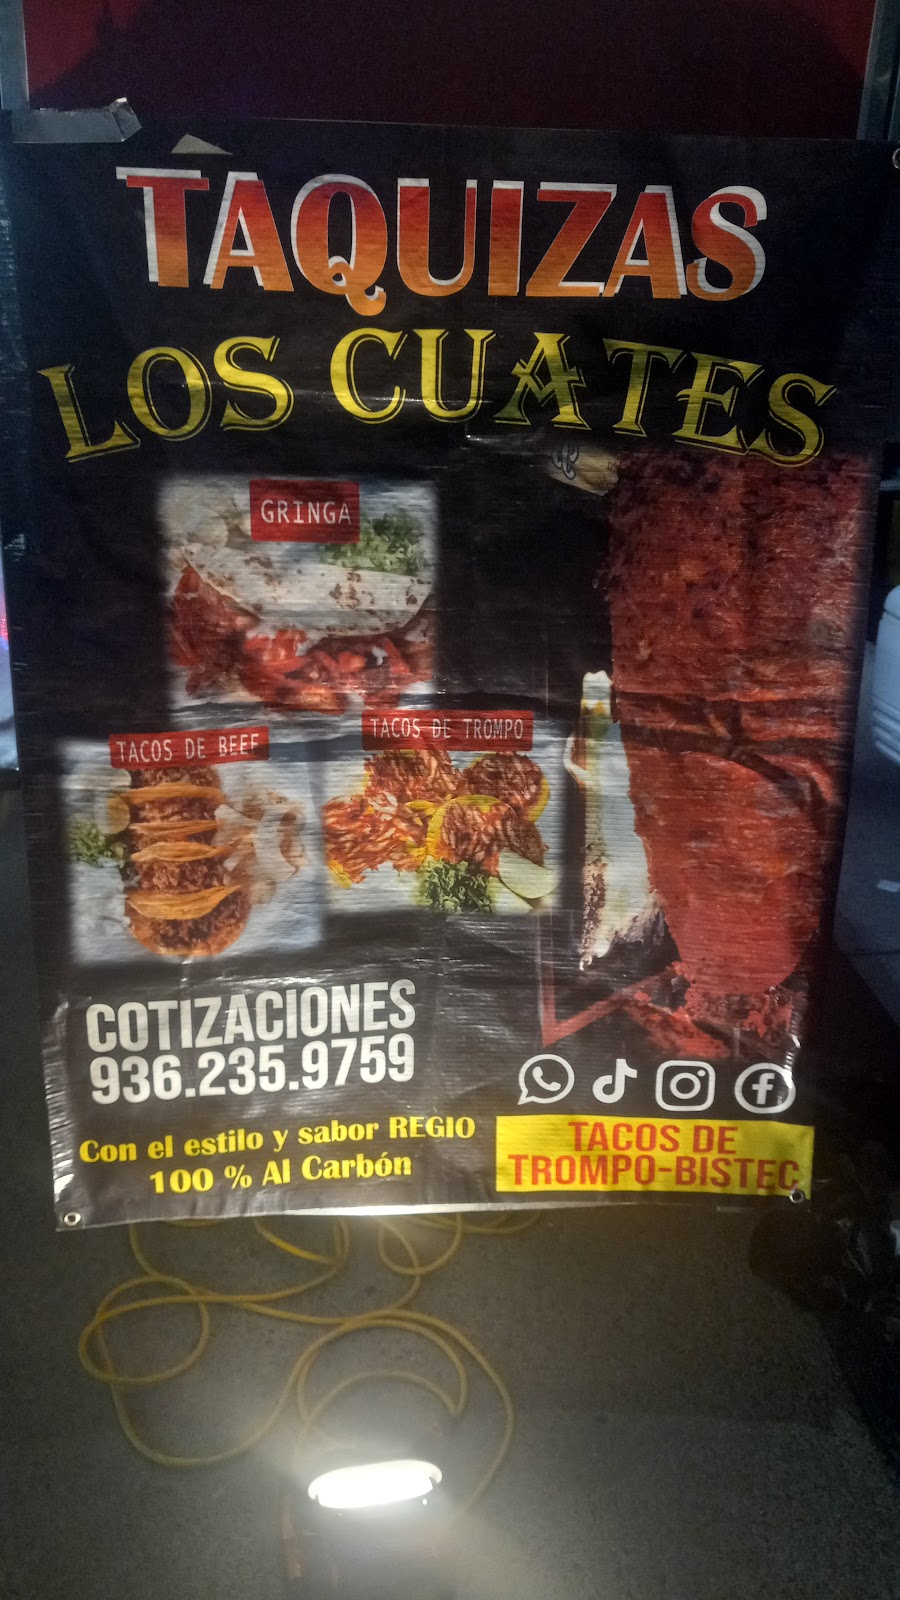 TAQUIZAS
LOS CUATES
GRINGA
TACOS DE BEEF
TACOS DE TROMPO
COTIZACIONES
936.235.9759
Con el estilo y sabor REGIO
100 % Al Carbón
TACOS DE
TROMPO-BISTEC